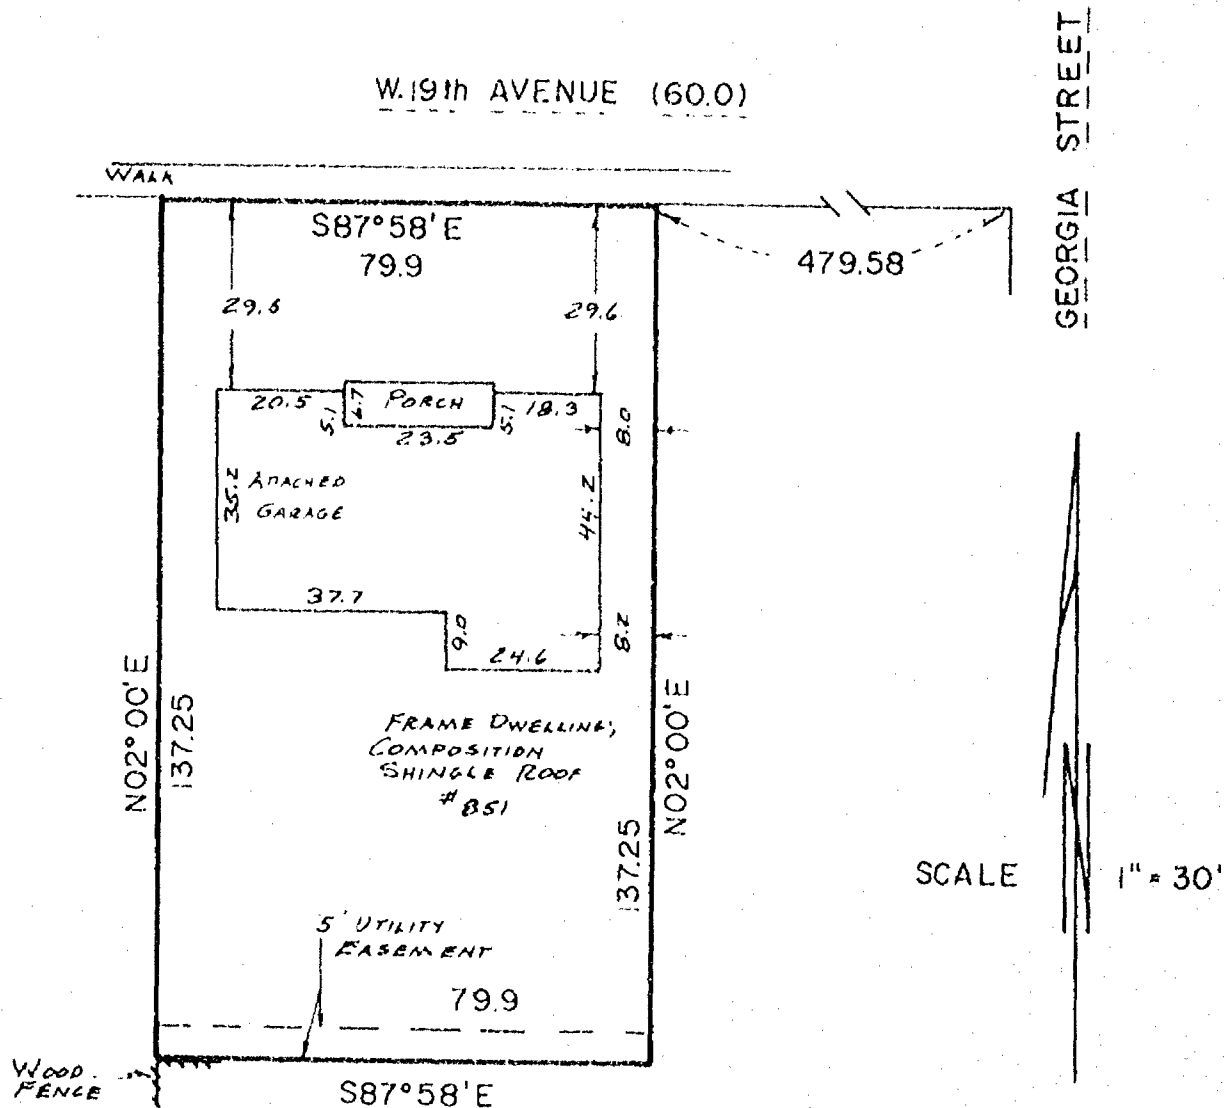 W. 19th AVENUE (60.0)
GEORGIA STREET
WALK
S87°58'E
79.9
479.58
29.6
29.6
20.5
5.1
6.7
PORCH
23.5
5.1
18.3
8.0
35.2
ATTACHED
GARAGE
44.2
37.7
9.0
24.6
8.2
N02°00'E
137.25
FRAME DWELLING;
COMPOSITION
SHINGLE ROOF
#851
N02°00'E
137.25
SCALE 1" = 30'
5' UTILITY
EASEMENT
79.9
WOOD
FENCE
S87°58'E